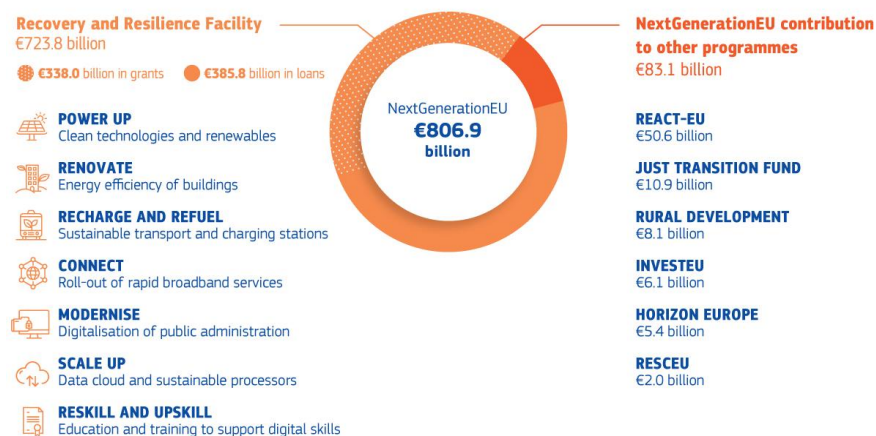 Recovery and Resilience Facility
€723.8 billion
€338.0 billion in grants
€385.8 billion in loans
POWER UP
Clean technologies and renewables
RENOVATE
Energy efficiency of buildings
RECHARGE AND REFUEL
Sustainable transport and charging stations
CONNECT
Roll-out of rapid broadband services
MODERNISE
Digitalisation of public administration
SCALE UP
Data cloud and sustainable processors
RESKILL AND UPSKILL
Education and training to support digital skills
NextGenerationEU
€806.9
billion
NextGenerationEU contribution
to other programmes
€83.1 billion
REACT-EU
€50.6 billion
JUST TRANSITION FUND
€10.9 billion
RURAL DEVELOPMENT
€8.1 billion
INVESTEU
€6.1 billion
HORIZON EUROPE
€5.4 billion
RESCEU
€2.0 billion